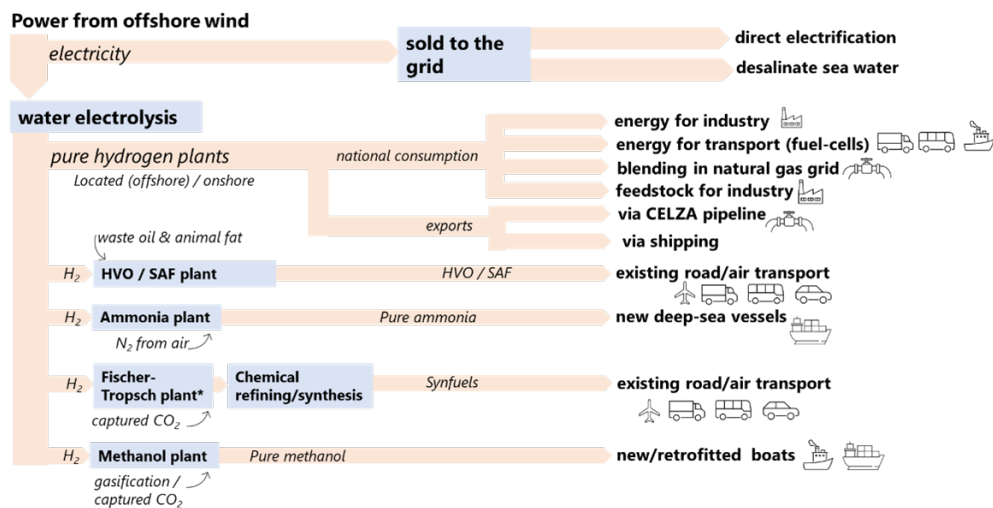 Power from offshore wind
electricity
sold to the
grid
direct electrification
desalinate sea water
water electrolysis
pure hydrogen plants
Located (offshore) / onshore
national consumption
energy for industry
energy for transport (fuel-cells)
blending in natural gas grid
feedstock for industry
exports
via CELZA pipeline
via shipping
waste oil & animal fat
H₂
HVO / SAF plant
HVO / SAF
existing road/air transport
H₂
Ammonia plant
Pure ammonia
new deep-sea vessels
N₂ from air
H₂
Fischer-
Tropsch plant*
Chemical
refining/synthesis
Synfuels
existing road/air transport
captured CO₂
H₂
Methanol plant
Pure methanol
new/retrofitted boats
gasification /
captured CO₂